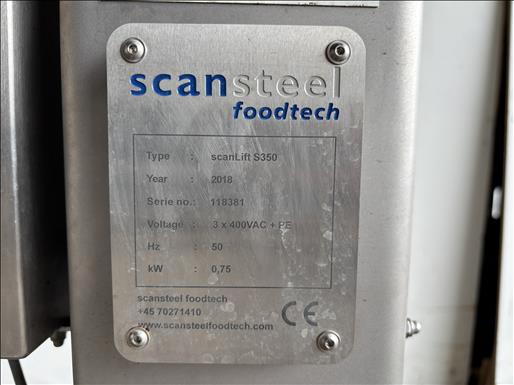 scansteel
foodtech
Type : scanLift S350
Year : 2018
Serie no.: 118381
Voltage : 3 x 400VAC + PE
Hz : 50
kW : 0,75
scansteel foodtech
+45 70271410
www.scansteelfoodtech.com
CE